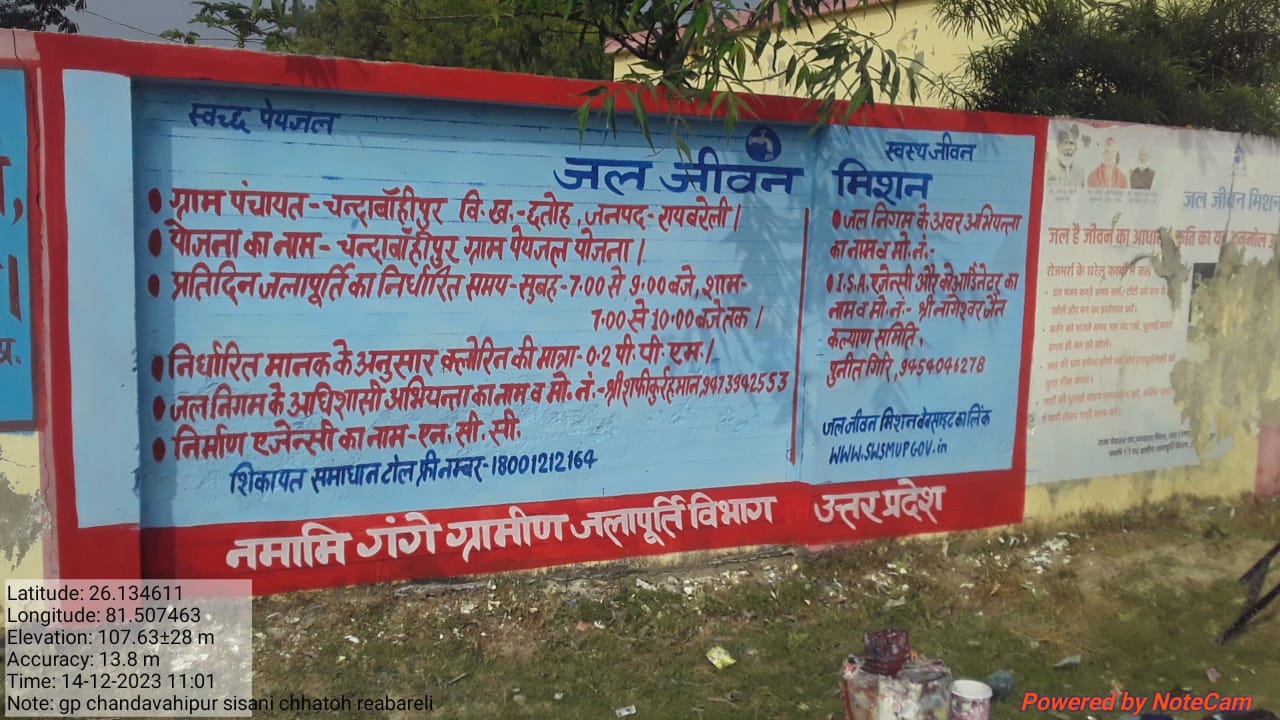 स्वच्छ पेयजल
जल जीवन मिशन
स्वस्थ जीवन
• ग्राम पंचायत - चन्द्राबॉहीपुर वि. ख. - छतोह, जनपद - रायबरेली।
• योजना का नाम - चन्द्राबॉहीपुर ग्राम पेयजल योजना।
• प्रतिदिन जलापूर्ति का निर्धारित समय - सुबह - 7:00 से 9:00 बजे, शाम -
7:00 से 10:00 बजे तक।
• निर्धारित मानक के अनुसार क्लोरिन की मात्रा - 0.2 पी. पी. एम.।
• जल निगम के अधिशासी अभियन्ता का नाम व मो. नं. - श्री शफीकुर्रहमान, 9473942553
• निर्माण एजेन्सी का नाम - एन. सी. सी.
शिकायत समाधान टोल फ्री नम्बर - 18001212164
• जल निगम के अवर अभियन्ता
का नाम व मो. नं. -
• I.S.A. एजेन्सी और कोआर्डिनेटर का
नाम व मो. नं. - श्री नागेश्वर जन
कल्याण समिति,
पुनीत गिरि, 9454046278
जल जीवन मिशन वेबसाइट का लिंक
WWW.SWSMUPGOV.in
नमामि गंगे ग्रामीण जलापूर्ति विभाग उत्तर प्रदेश
जल जीवन मिशन
जल है जीवन का आधार
रोजमर्रा के घरेलू कार्यों में जल
Latitude: 26.134611
Longitude: 81.507463
Elevation: 107.63±28 m
Accuracy: 13.8 m
Time: 14-12-2023 11:01
Note: gp chandavahipur sisani chhatoh reabareli
Powered by NoteCam